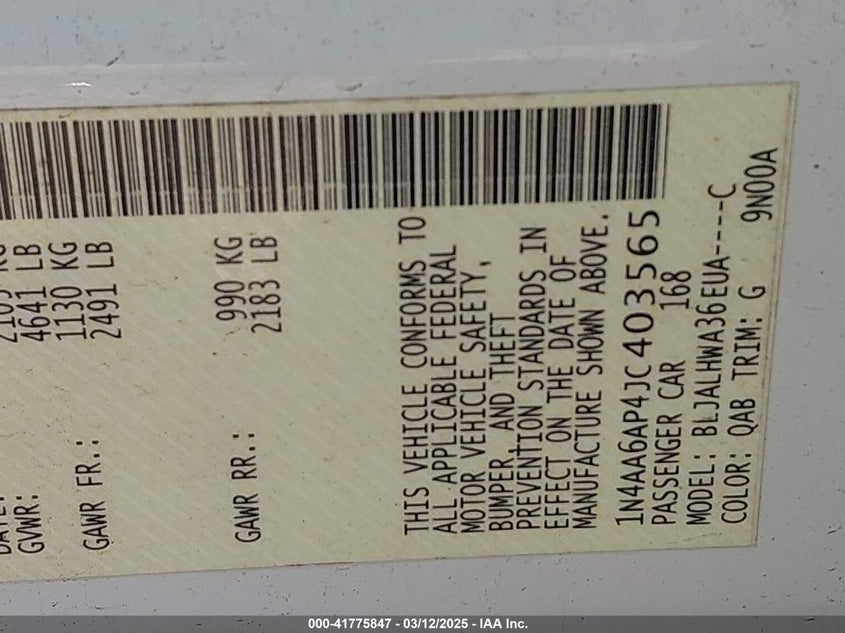 GVWR:
4641 LB
GAWR FR.: 1130 KG
2491 LB
GAWR RR.: 990 KG
2183 LB
THIS VEHICLE CONFORMS TO
ALL APPLICABLE FEDERAL
MOTOR VEHICLE SAFETY,
BUMPER, AND THEFT
PREVENTION STANDARDS IN
EFFECT ON THE DATE OF
MANUFACTURE SHOWN ABOVE.
1N4AA6AP4JC403565
PASSENGER CAR 168
MODEL: BLJALHWA36EUA----C
COLOR: QAB TRIM: G 9N00A
000-41775847 - 03/12/2025 - IAA Inc.